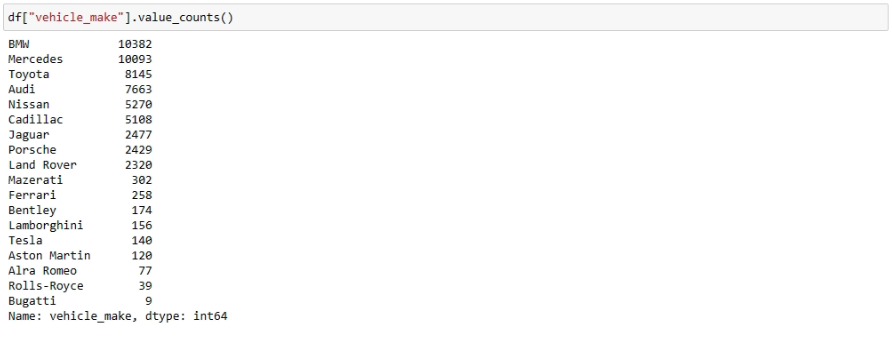 df["vehicle_make"].value_counts()
BMW 10382
Mercedes 10093
Toyota 8145
Audi 7663
Nissan 5270
Cadillac 5108
Jaguar 2477
Porsche 2429
Land Rover 2320
Mazerati 302
Ferrari 258
Bentley 174
Lamborghini 156
Tesla 140
Aston Martin 120
Alra Romeo 77
Rolls-Royce 39
Bugatti 9
Name: vehicle_make, dtype: int64